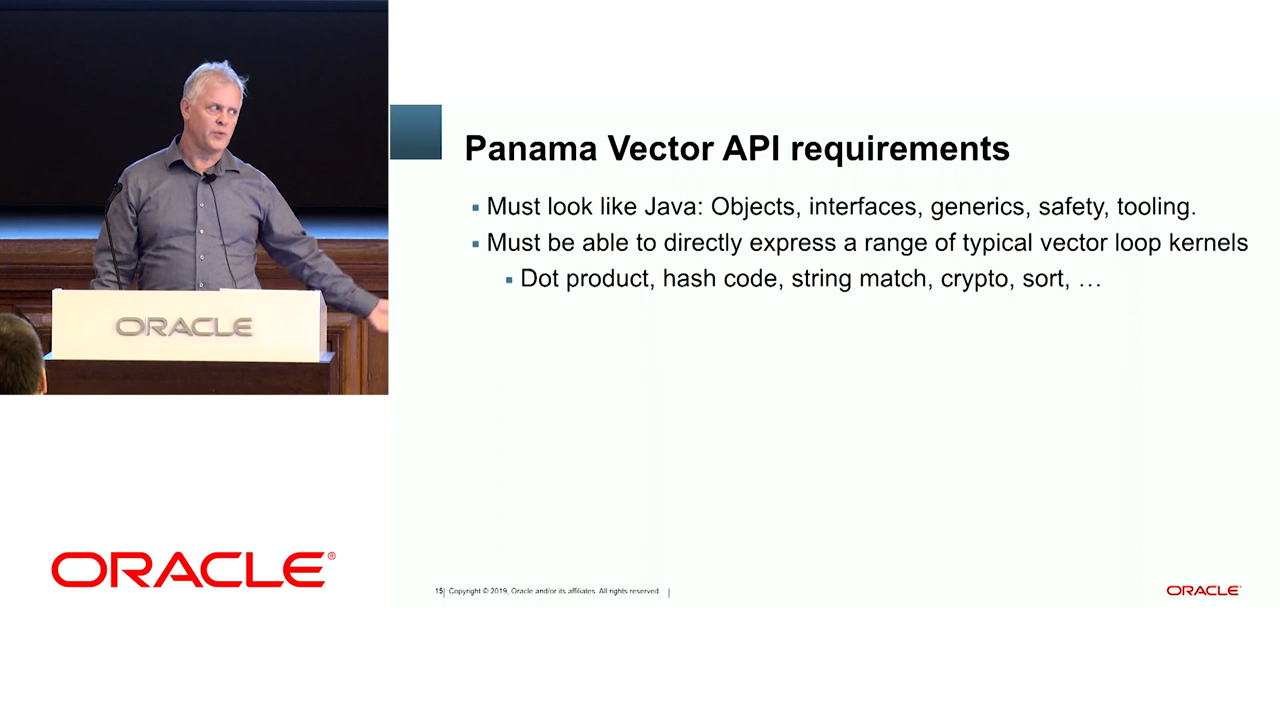 ORACLE
Panama Vector API requirements
Must look like Java: Objects, interfaces, generics, safety, tooling.
Must be able to directly express a range of typical vector loop kernels
Dot product, hash code, string match, crypto, sort, …
ORACLE®
15| Copyright © 2019, Oracle and/or its affiliates. All rights reserved. |
ORACLE®